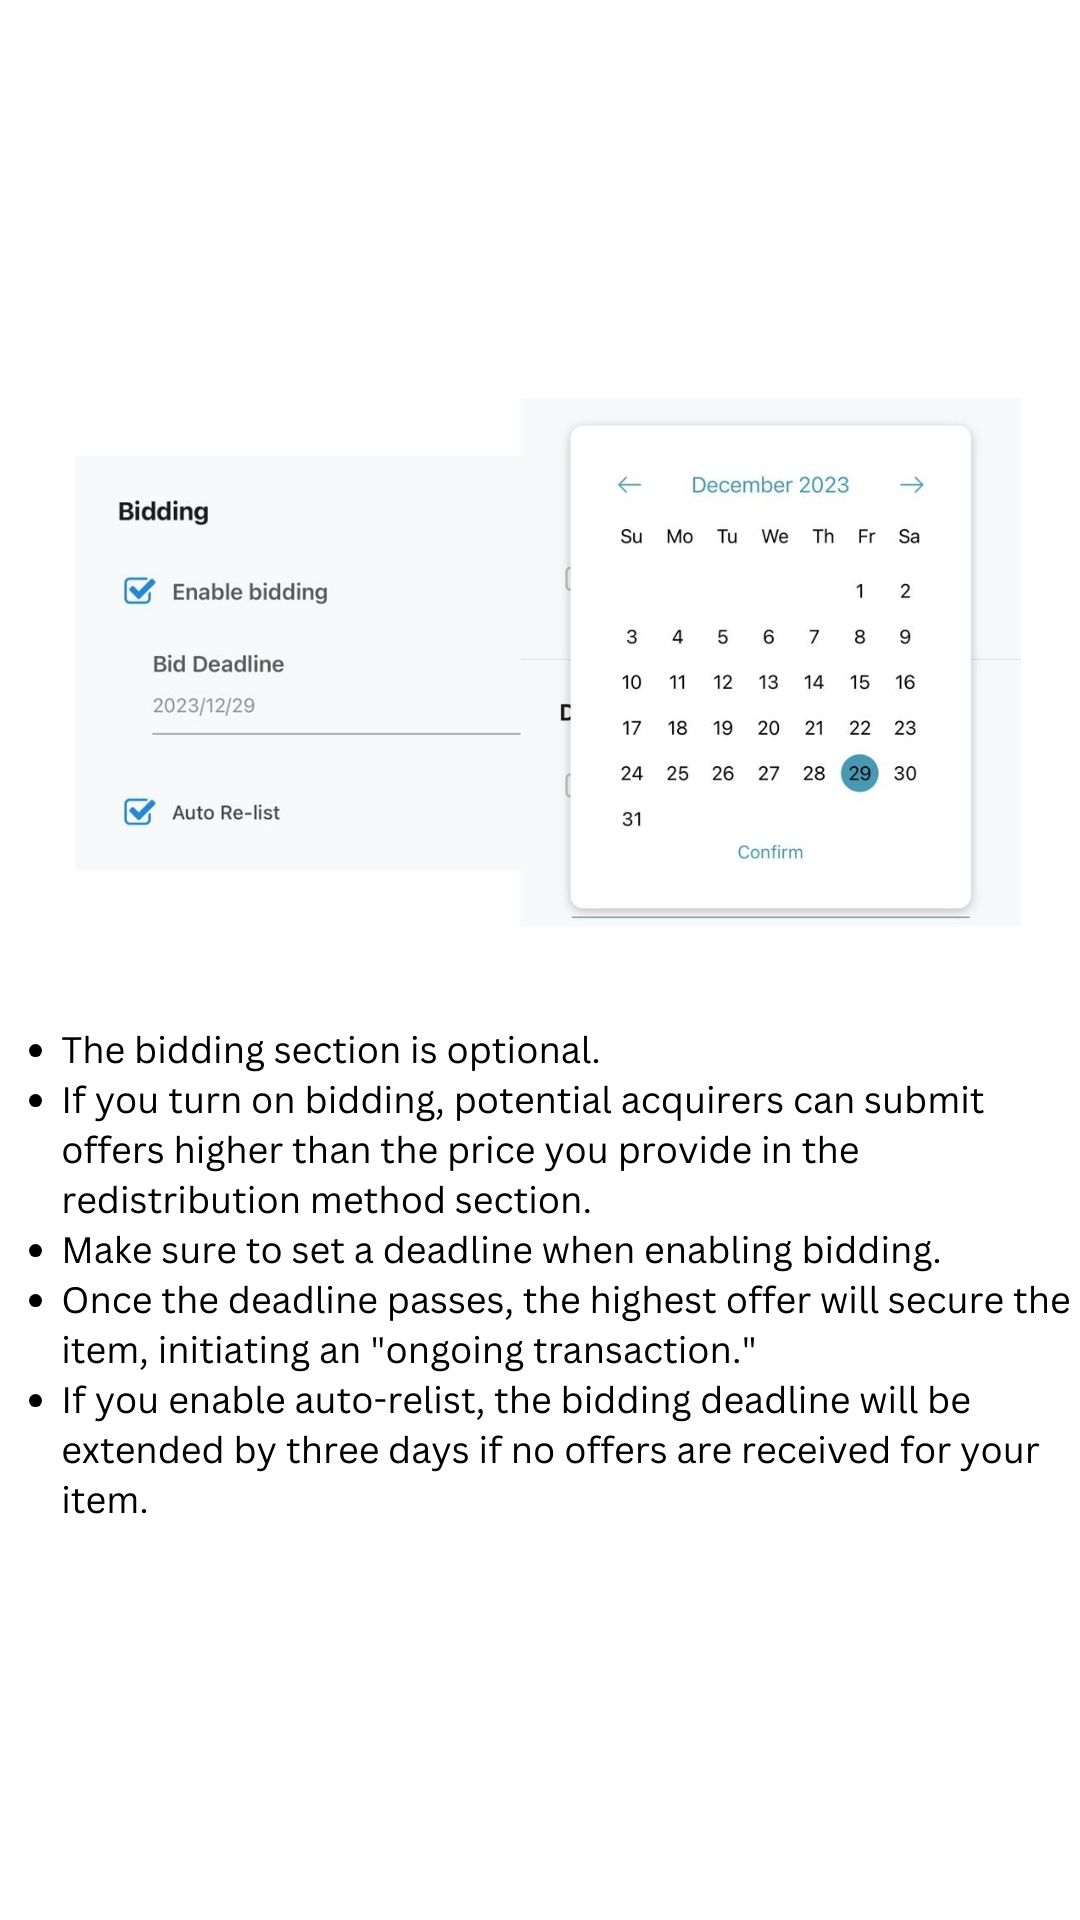 Bidding
Enable bidding
Bid Deadline
2023/12/29
Auto Re-list
December 2023
Su Mo Tu We Th Fr Sa
1 2
3 4 5 6 7 8 9
10 11 12 13 14 15 16
17 18 19 20 21 22 23
24 25 26 27 28 29 30
31
Confirm
• The bidding section is optional.
• If you turn on bidding, potential acquirers can submit
offers higher than the price you provide in the
redistribution method section.
• Make sure to set a deadline when enabling bidding.
• Once the deadline passes, the highest offer will secure the
item, initiating an "ongoing transaction."
• If you enable auto-relist, the bidding deadline will be
extended by three days if no offers are received for your
item.